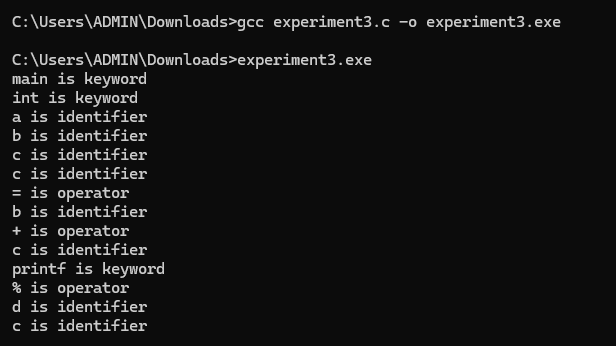 C:\Users\ADMIN\Downloads>gcc experiment3.c -o experiment3.exe
C:\Users\ADMIN\Downloads>experiment3.exe
main is keyword
int is keyword
a is identifier
b is identifier
c is identifier
c is identifier
= is operator
b is identifier
+ is operator
c is identifier
printf is keyword
% is operator
d is identifier
c is identifier